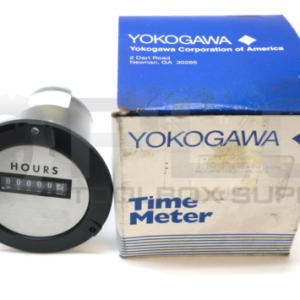 YOKOGAWA
Yokogawa Corporation of America
2 Dart Road
Newnan, GA 30265
YOKOGAWA
HOURS
Time
Meter